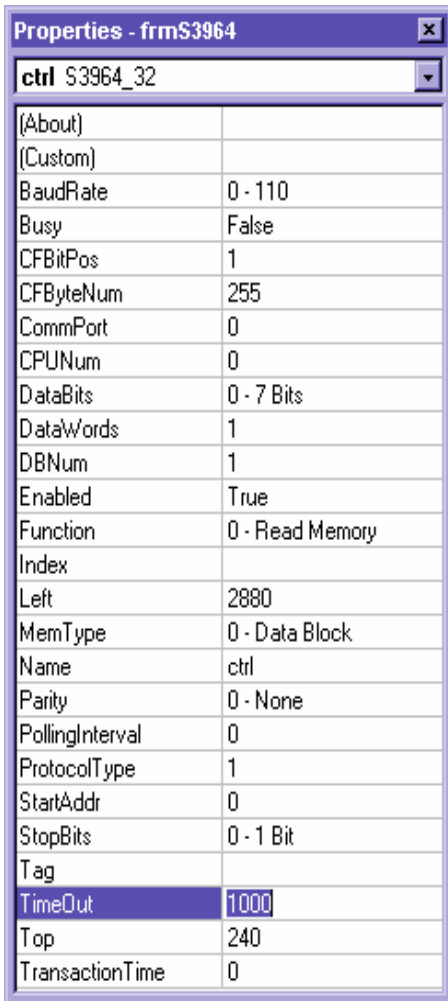 Properties - frmS3964
ctrl S3964_32
(About)
(Custom)
BaudRate 0 - 110
Busy False
CFBitPos 1
CFByteNum 255
CommPort 0
CPUNum 0
DataBits 0 - 7 Bits
DataWords 1
DBNum 1
Enabled True
Function 0 - Read Memory
Index
Left 2880
MemType 0 - Data Block
Name ctrl
Parity 0 - None
PollingInterval 0
ProtocolType 1
StartAddr 0
StopBits 0 - 1 Bit
Tag
TimeOut 1000
Top 240
TransactionTime 0